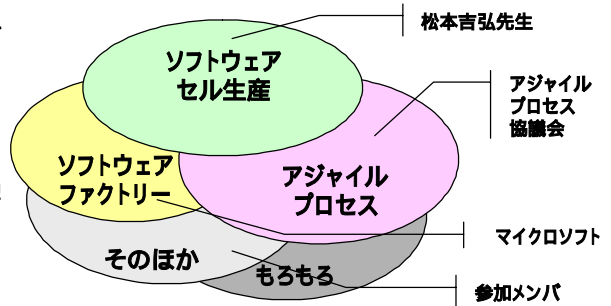 ソフトウェア
セル生産
松本吉弘先生
アジャイル
プロセス
協議会
ソフトウェア
ファクトリー
アジャイル
プロセス
マイクロソフト
そのほか
もろもろ
参加メンバ